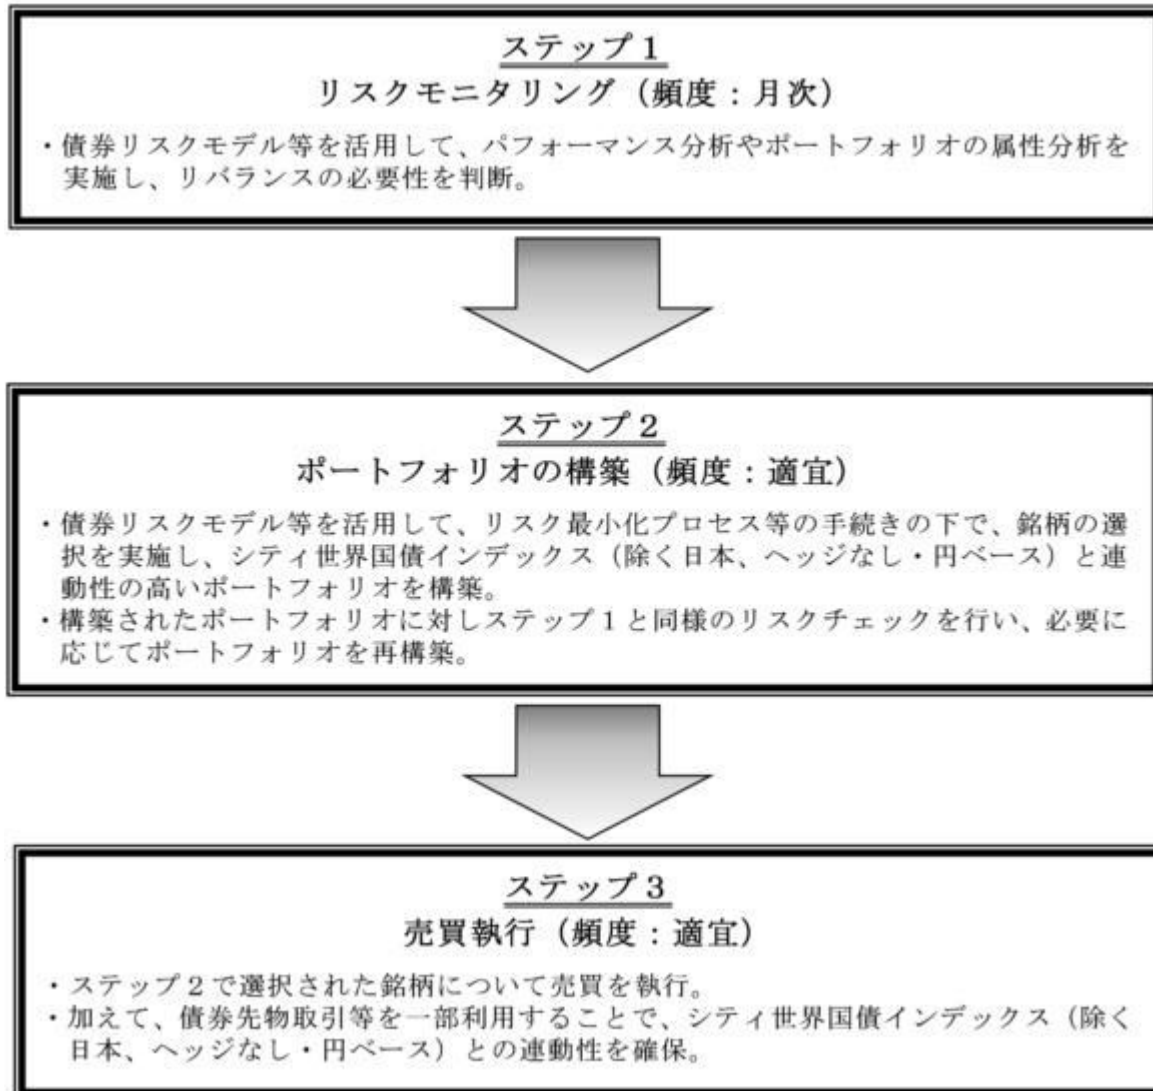 ステップ１
リスクモニタリング（頻度：月次）
・債券リスクモデル等を活用して、パフォーマンス分析やポートフォリオの属性分析を
実施し、リバランスの必要性を判断。
ステップ２
ポートフォリオの構築（頻度：適宜）
・債券リスクモデル等を活用して、リスク最小化プロセス等の手続きの下で、銘柄の選
択を実施し、シティ世界国債インデックス（除く日本、ヘッジなし・円ベース）と連
動性の高いポートフォリオを構築。
・構築されたポートフォリオに対しステップ１と同様のリスクチェックを行い、必要に
応じてポートフォリオを再構築。
ステップ３
売買執行（頻度：適宜）
・ステップ２で選択された銘柄について売買を執行。
・加えて、債券先物取引等を一部利用することで、シティ世界国債インデックス（除く
日本、ヘッジなし・円ベース）との連動性を確保。